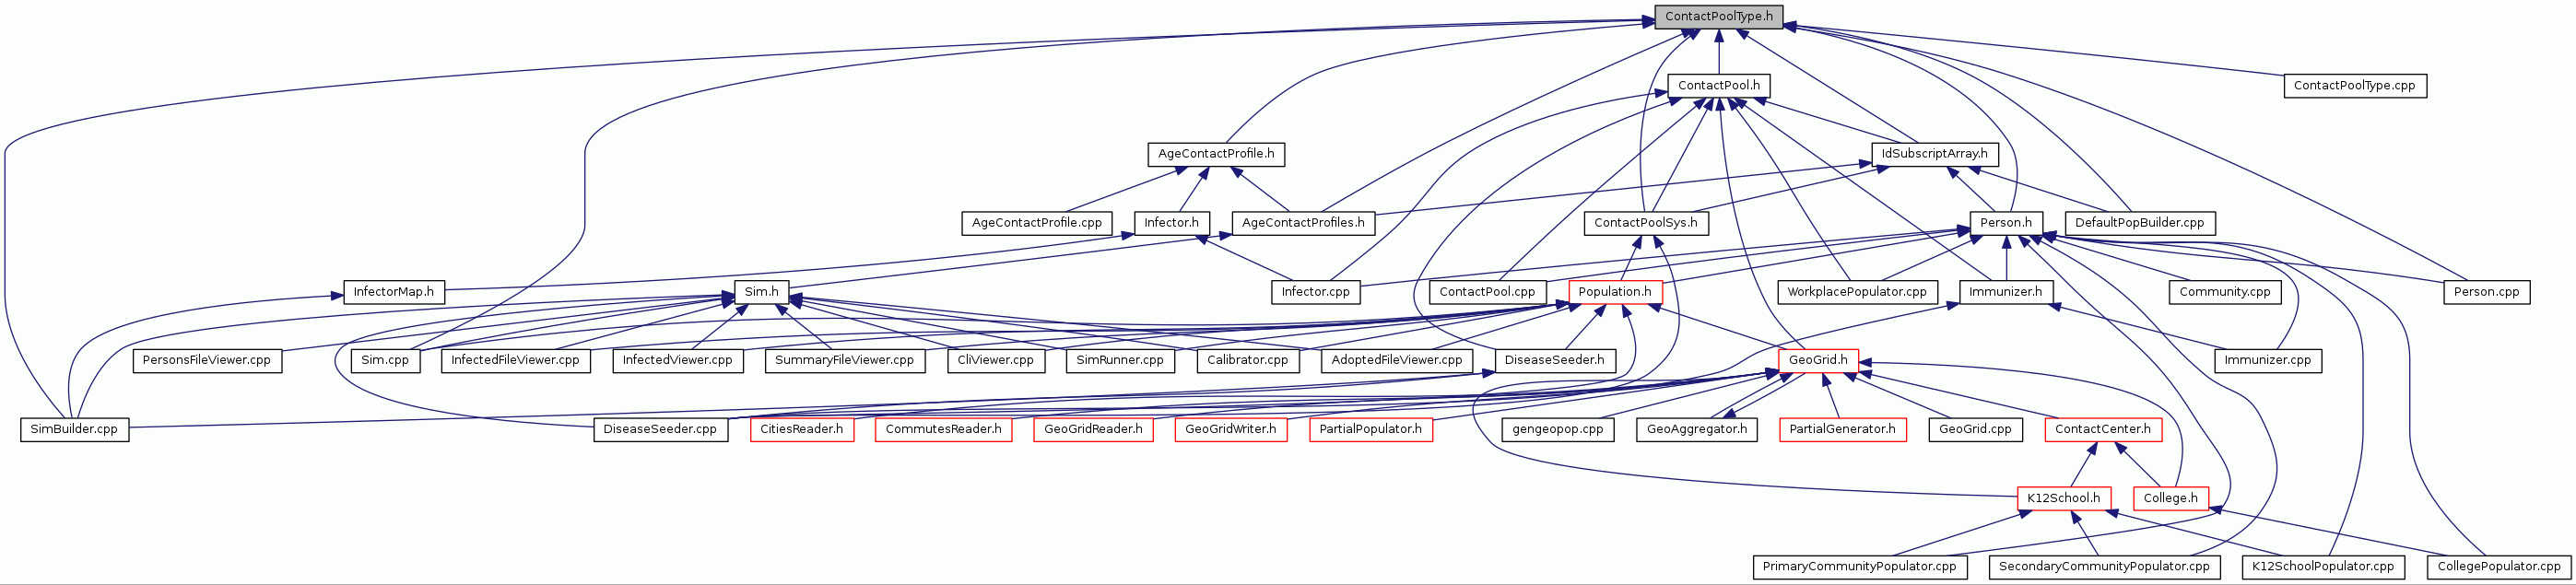 ContactPoolType.h
ContactPool.h
ContactPoolType.cpp
AgeContactProfile.h
IdSubscriptArray.h
AgeContactProfile.cpp
Infector.h
AgeContactProfiles.h
ContactPoolSys.h
Person.h
DefaultPopBuilder.cpp
InfectorMap.h
Sim.h
Infector.cpp
ContactPool.cpp
Population.h
WorkplacePopulator.cpp
Immunizer.h
Community.cpp
Person.cpp
PersonsFileViewer.cpp
Sim.cpp
InfectedFileViewer.cpp
InfectedViewer.cpp
SummaryFileViewer.cpp
CliViewer.cpp
SimRunner.cpp
Calibrator.cpp
AdoptedFileViewer.cpp
DiseaseSeeder.h
GeoGrid.h
Immunizer.cpp
SimBuilder.cpp
DiseaseSeeder.cpp
CitiesReader.h
CommutesReader.h
GeoGridReader.h
GeoGridWriter.h
PartialPopulator.h
gengeopop.cpp
GeoAggregator.h
PartialGenerator.h
GeoGrid.cpp
ContactCenter.h
K12School.h
College.h
PrimaryCommunityPopulator.cpp
SecondaryCommunityPopulator.cpp
K12SchoolPopulator.cpp
CollegePopulator.cpp